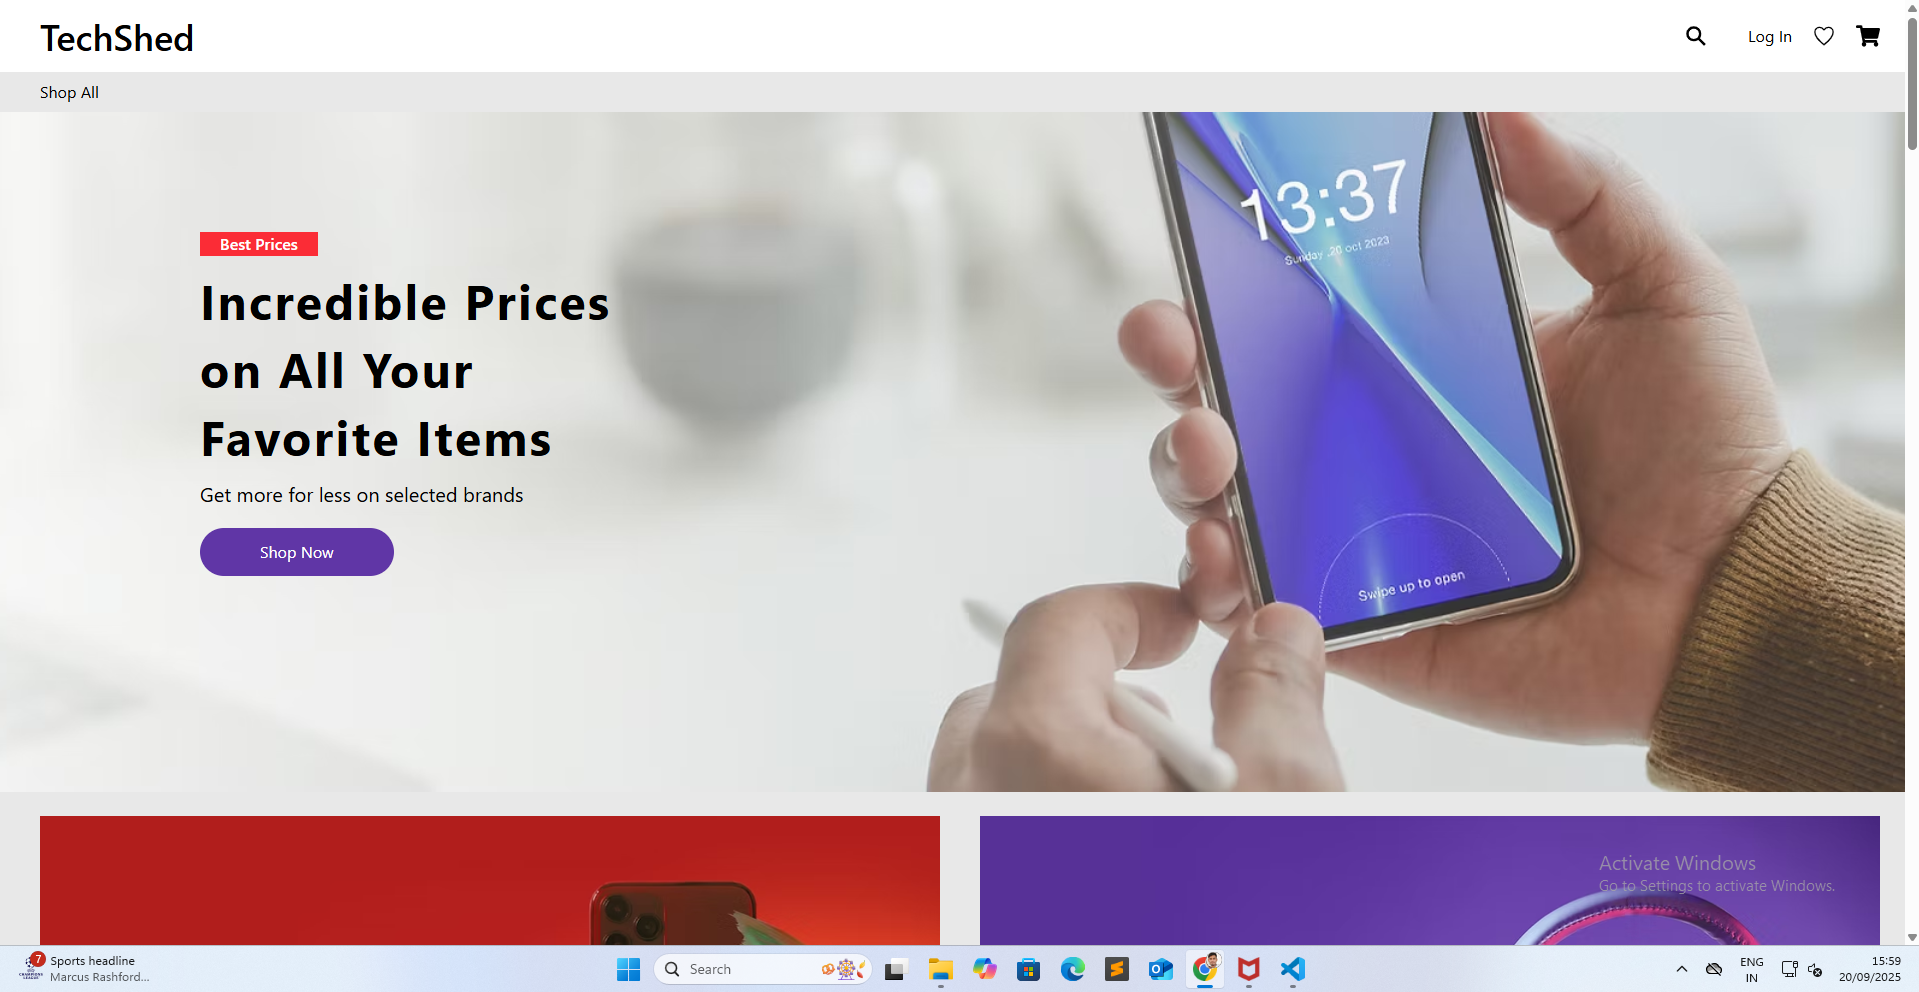 TechShed
Log In
Shop All
Best Prices
Incredible Prices
on All Your
Favorite Items
Get more for less on selected brands
Shop Now
13:37
Sunday ,20 oct 2023
Swipe up to open
Activate Windows
Go to Settings to activate Windows.
7
Sports headline
Marcus Rashford...
Search
ENG
IN
15:59
20/09/2025